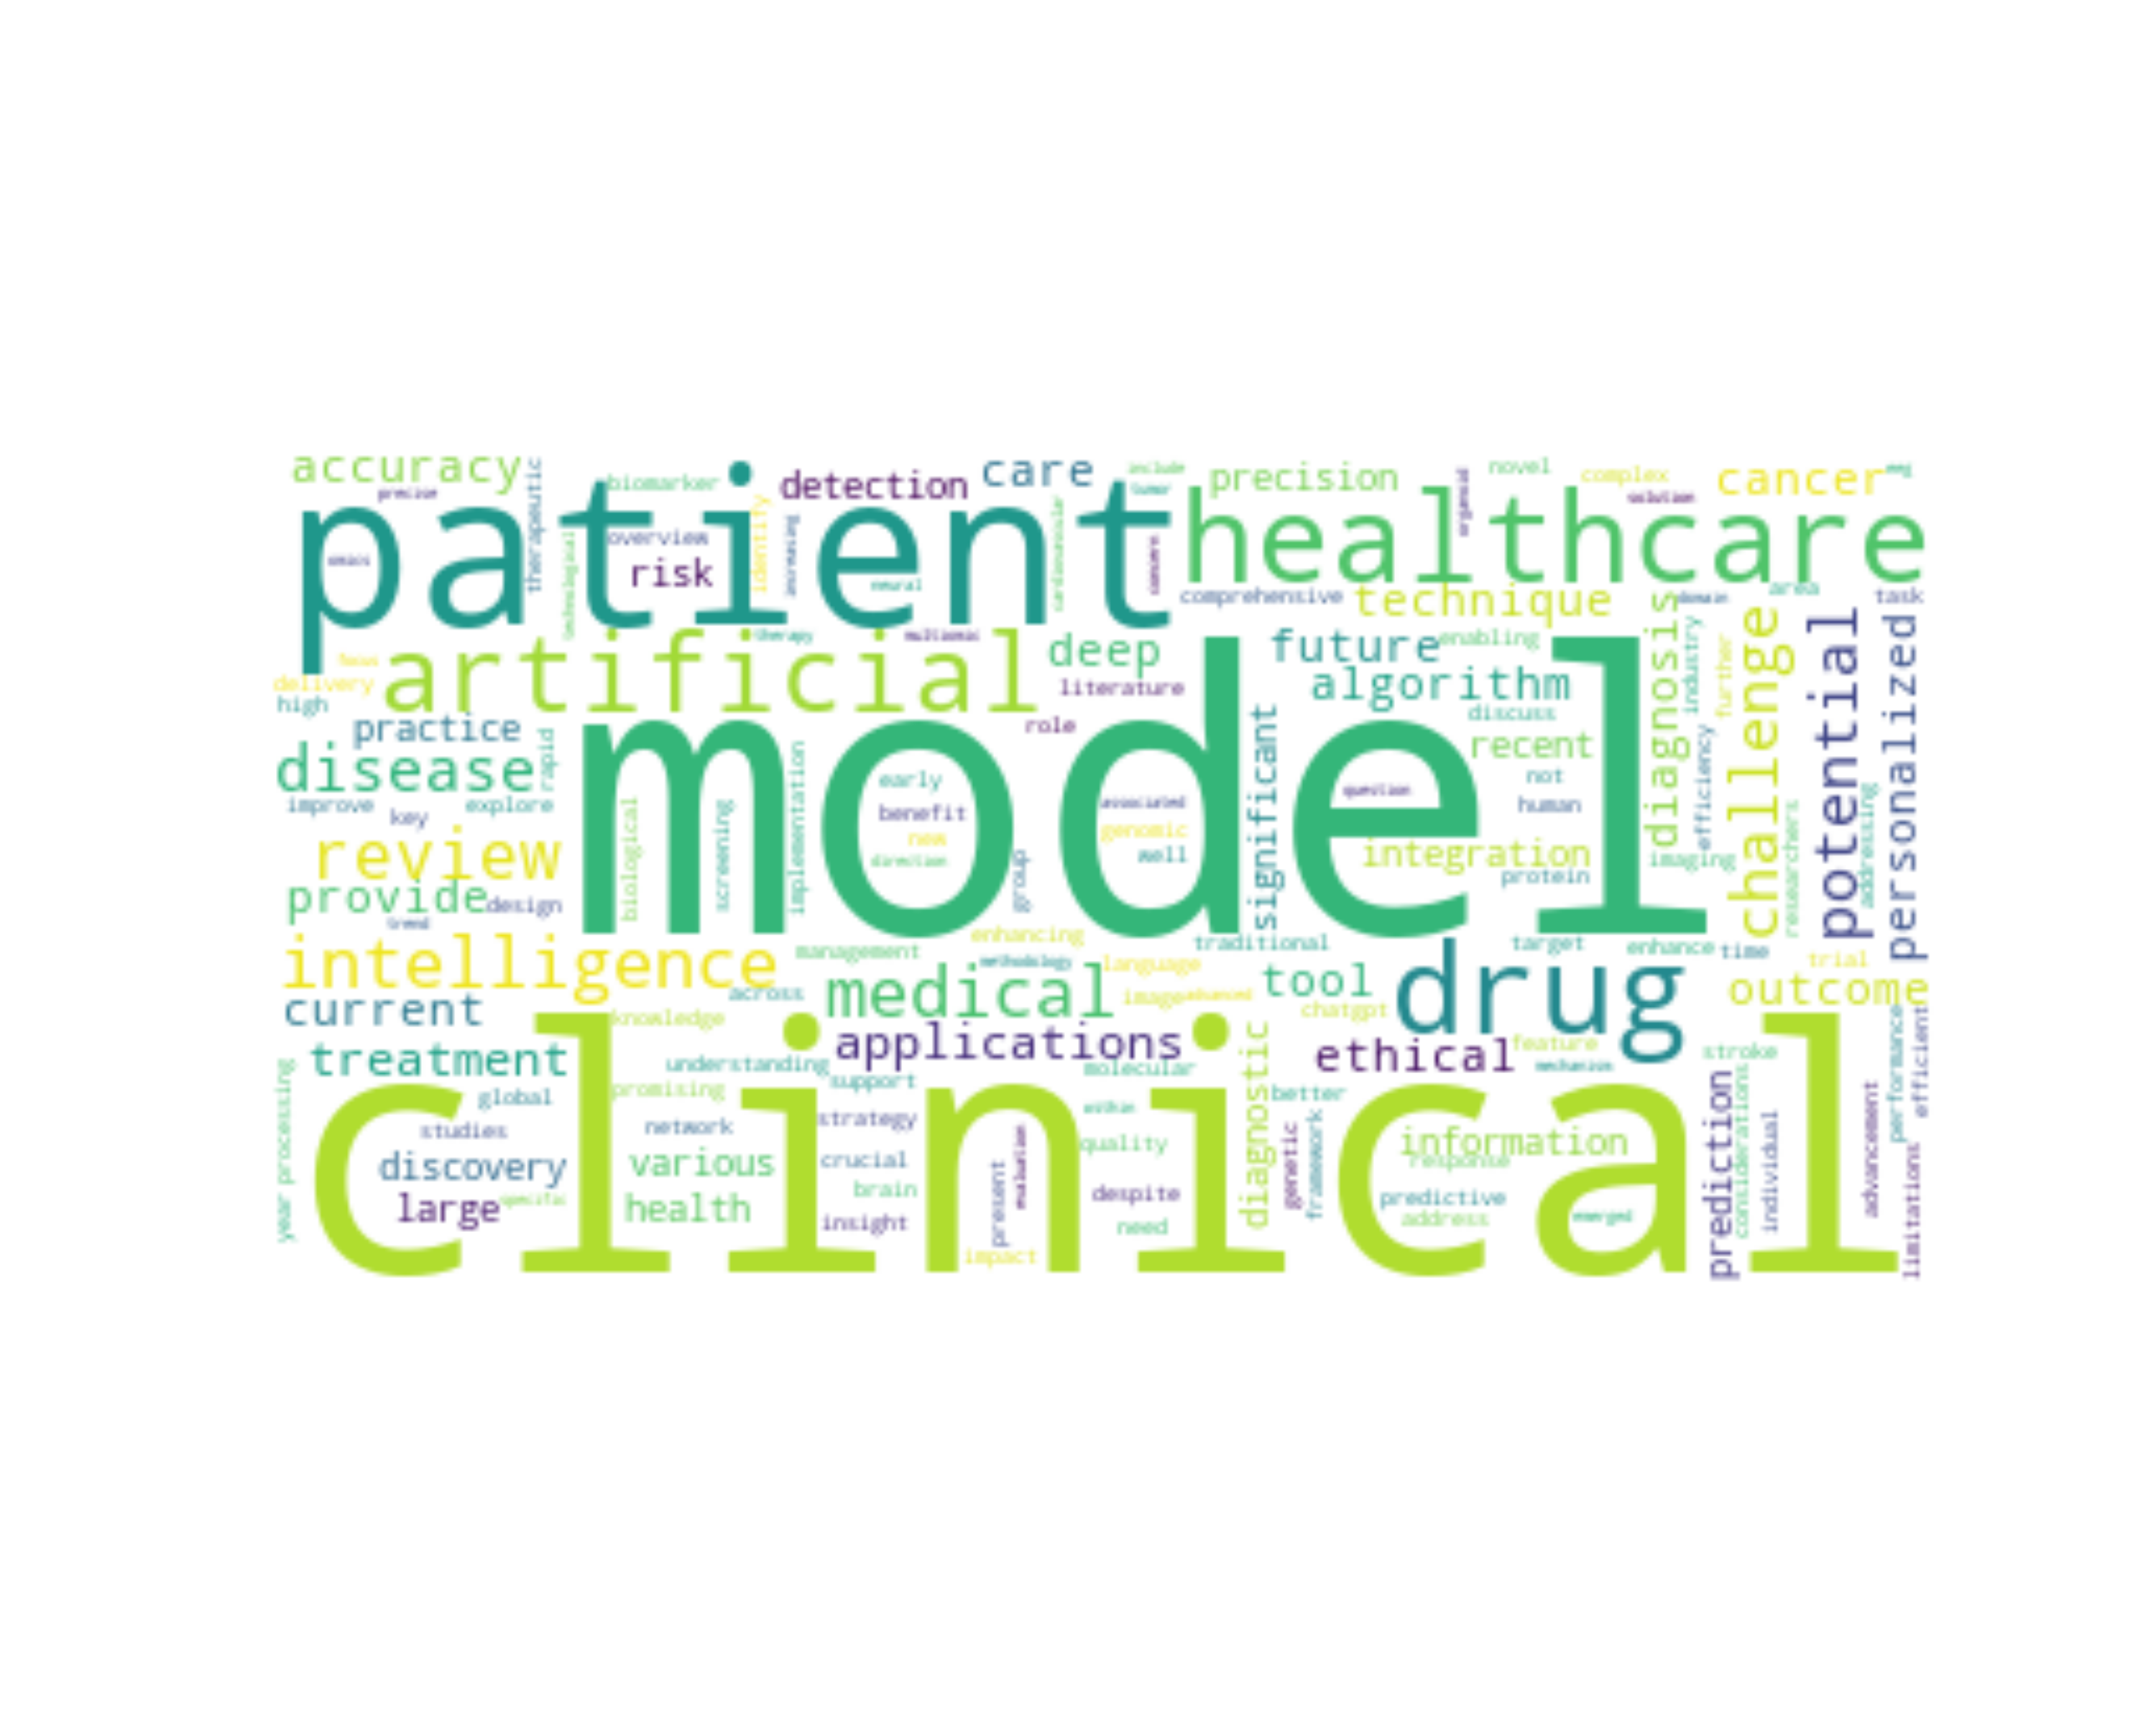 accuracy
precise
therapeutic
biomarker
detection
care
include
tumor
precision
novel
complex
solution
cancer
patient
healthcare
organoid
omics
overview
risk
technological
identify
increasing
neural
cardiovascular
concern
comprehensive
technique
domain
area
task
focus
delivery
high
artificial
therapy
multiomic
deep
literature
role
future
enabling
algorithm
discuss
recent
diagnosis
industry
further
challenge
potential
personalized
practice
disease
rapid
improve
key
explore
model
early
benefit
new
direction
associated
genomic
well
question
significant
not
human
integration
protein
imaging
efficiency
researchers
addressing
biological
screening
implementation
group
review
provide
design
trend
intelligence
management
enhancing
methodology
language
traditional
target
enhance
time
trial
current
across
medical
image
enhanced
tool
chatgpt
drug
outcome
knowledge
applications
ethical
feature
mechanism
stroke
treatment
understanding
support
molecular
better
clinical
year
processing
global
studies
discovery
large
specific
promising
network
various
health
strategy
crucial
brain
insight
present
evaluation
impact
within
quality
despite
need
diagnostic
genetic
framework
information
response
predictive
address
emerged
prediction
considerations
individual
advancement
performance
efficient
limitations